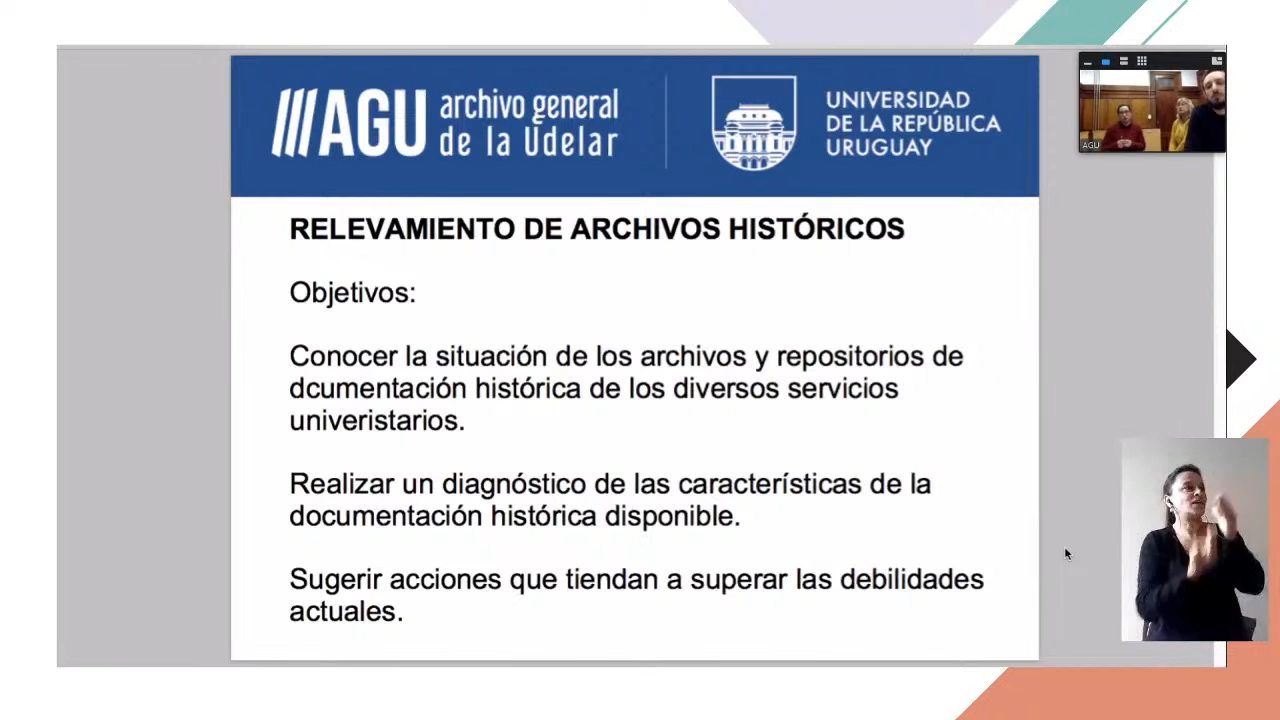 AGU archivo general
de la Udelar
UNIVERSIDAD
DE LA REPÚBLICA
URUGUAY
AGU
RELEVAMIENTO DE ARCHIVOS HISTÓRICOS
Objetivos:
Conocer la situación de los archivos y repositorios de
dcumentación histórica de los diversos servicios
univeristarios.
Realizar un diagnóstico de las características de la
documentación histórica disponible.
Sugerir acciones que tiendan a superar las debilidades
actuales.